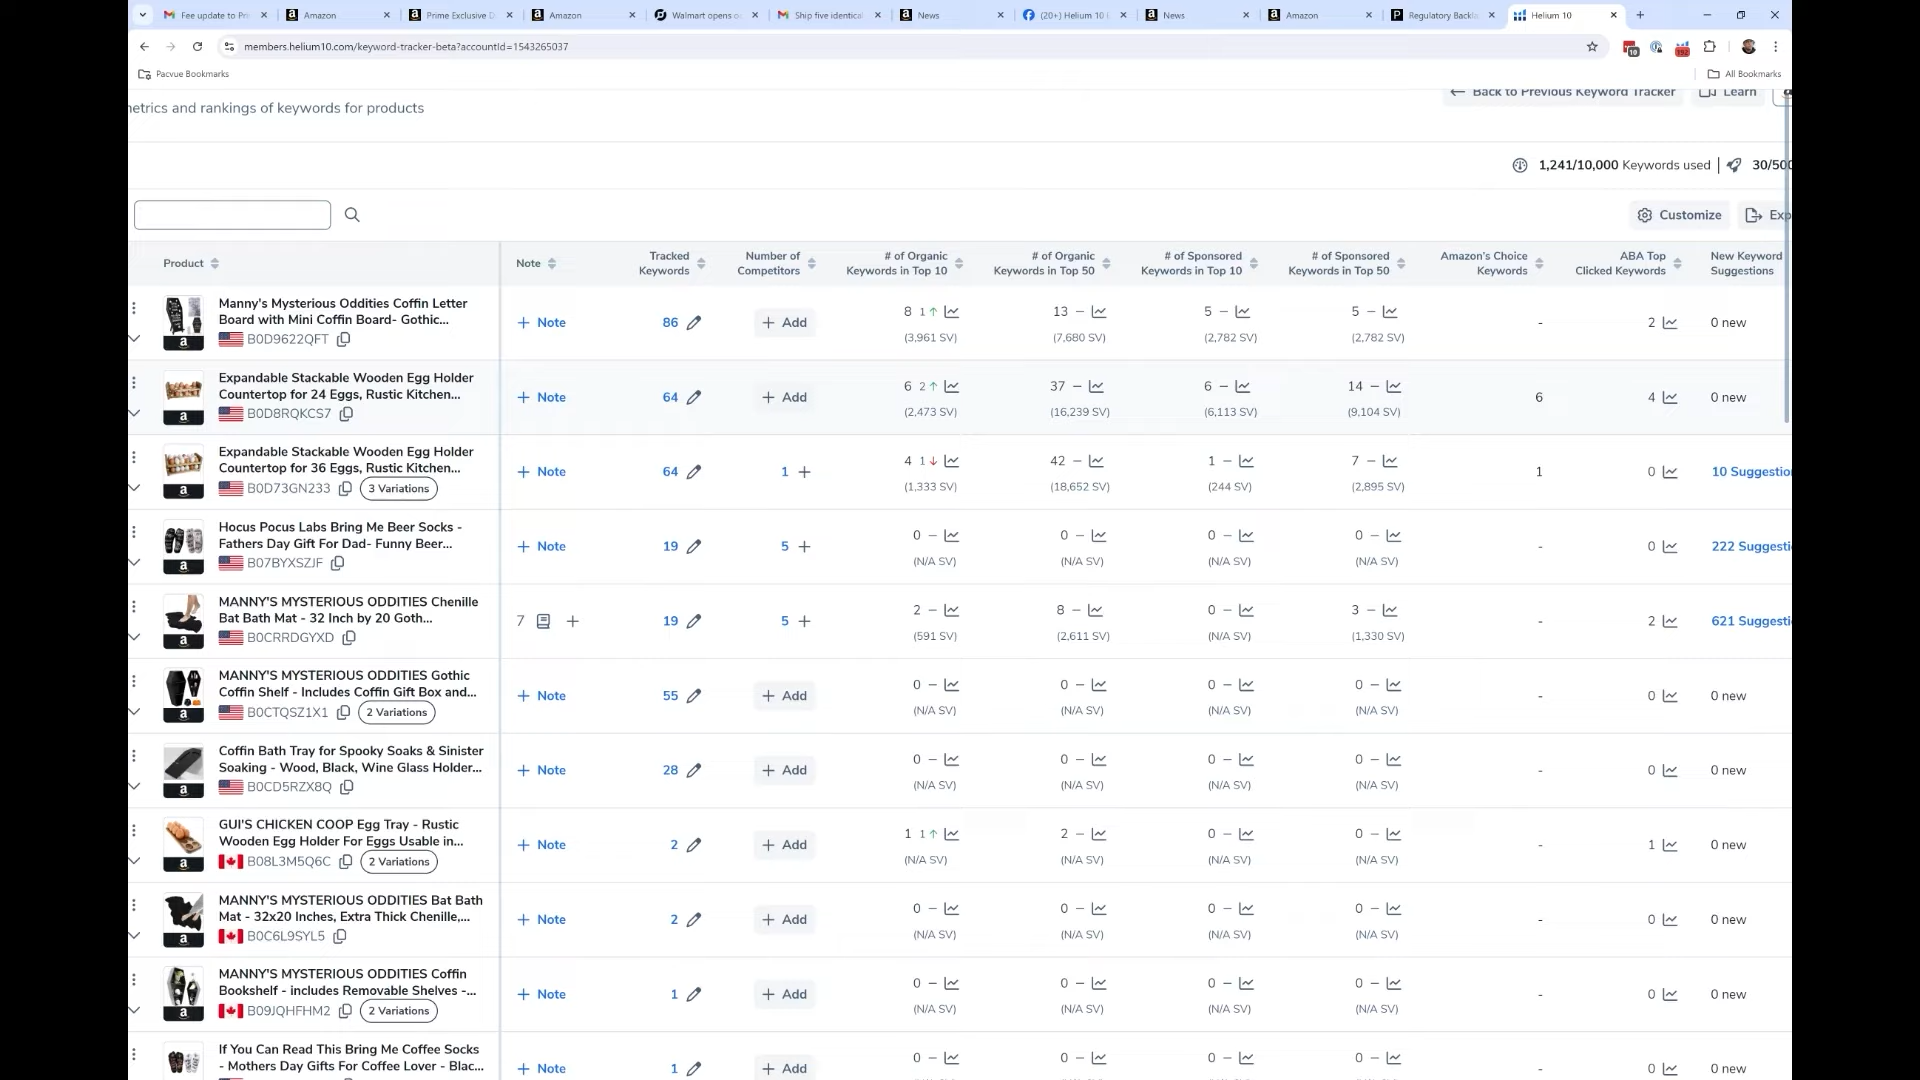 Fee update to Pri
Amazon
Prime Exclusive D
Amazon
Walmart opens o
Ship five identical
News
(20+) Helium 10 E
News
Amazon
Regulatory Backl
Helium 10
members.helium10.com/keyword-tracker-beta?accountId=1543265037
10
192
Pacvue Bookmarks
All Bookmarks
netrics and rankings of keywords for products
Back to Previous Keyword Tracker
Learn
1,241/10,000 Keywords used
30/500
Customize
Exp
Product
Note
Tracked Keywords
Number of Competitors
# of Organic Keywords in Top 10
# of Organic Keywords in Top 50
# of Sponsored Keywords in Top 10
# of Sponsored Keywords in Top 50
Amazon's Choice Keywords
ABA Top Clicked Keywords
New Keyword Suggestions
Manny's Mysterious Oddities Coffin Letter
Board with Mini Coffin Board- Gothic...
B0D9622QFT
+ Note
86
+ Add
8 1↑
(3,961 SV)
13 –
(7,680 SV)
5 –
(2,782 SV)
5 –
(2,782 SV)
-
2
0 new
Expandable Stackable Wooden Egg Holder
Countertop for 24 Eggs, Rustic Kitchen...
B0D8RQKCS7
+ Note
64
+ Add
6 2↑
(2,473 SV)
37 –
(16,239 SV)
6 –
(6,113 SV)
14 –
(9,104 SV)
6
4
0 new
Expandable Stackable Wooden Egg Holder
Countertop for 36 Eggs, Rustic Kitchen...
B0D73GN233
3 Variations
+ Note
64
1 +
4 1↓
(1,333 SV)
42 –
(18,652 SV)
1 –
(244 SV)
7 –
(2,895 SV)
1
0
10 Suggestio
Hocus Pocus Labs Bring Me Beer Socks -
Fathers Day Gift For Dad- Funny Beer...
B07BYXSZJF
+ Note
19
5 +
0 –
(N/A SV)
0 –
(N/A SV)
0 –
(N/A SV)
0 –
(N/A SV)
-
0
222 Suggesti
MANNY'S MYSTERIOUS ODDITIES Chenille
Bat Bath Mat - 32 Inch by 20 Goth...
B0CRRDGYXD
7 +
19
5 +
2 –
(591 SV)
8 –
(2,611 SV)
0 –
(N/A SV)
3 –
(1,330 SV)
-
2
621 Suggesti
MANNY'S MYSTERIOUS ODDITIES Gothic
Coffin Shelf - Includes Coffin Gift Box and...
B0CTQSZ1X1
2 Variations
+ Note
55
+ Add
0 –
(N/A SV)
0 –
(N/A SV)
0 –
(N/A SV)
0 –
(N/A SV)
-
0
0 new
Coffin Bath Tray for Spooky Soaks & Sinister
Soaking - Wood, Black, Wine Glass Holder...
B0CD5RZX8Q
+ Note
28
+ Add
0 –
(N/A SV)
0 –
(N/A SV)
0 –
(N/A SV)
0 –
(N/A SV)
-
0
0 new
GUI'S CHICKEN COOP Egg Tray - Rustic
Wooden Egg Holder For Eggs Usable in...
B08L3M5Q6C
2 Variations
+ Note
2
+ Add
1 1↑
(N/A SV)
2 –
(N/A SV)
0 –
(N/A SV)
0 –
(N/A SV)
-
1
0 new
MANNY'S MYSTERIOUS ODDITIES Bat Bath
Mat - 32x20 Inches, Extra Thick Chenille,...
B0C6L9SYL5
+ Note
2
+ Add
0 –
(N/A SV)
0 –
(N/A SV)
0 –
(N/A SV)
0 –
(N/A SV)
-
0
0 new
MANNY'S MYSTERIOUS ODDITIES Coffin
Bookshelf - includes Removable Shelves -...
B09JQHFHM2
2 Variations
+ Note
1
+ Add
0 –
(N/A SV)
0 –
(N/A SV)
0 –
(N/A SV)
0 –
(N/A SV)
-
0
0 new
If You Can Read This Bring Me Coffee Socks
- Mothers Day Gifts For Coffee Lover - Blac...
+ Note
1
+ Add
0 –
0 –
0 –
0 –
-
0
0 new